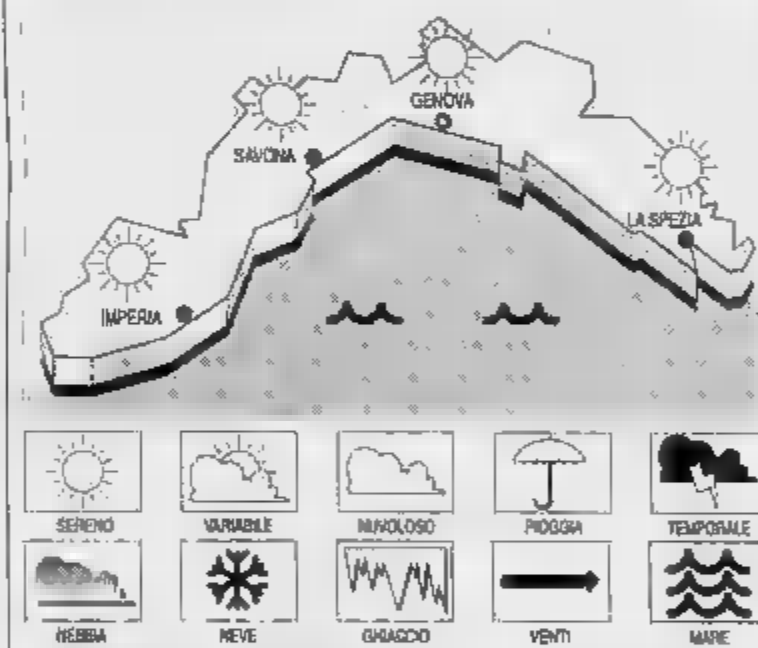 GENOVA
SAVONA
LA SPEZIA
IMPERIA
SERENO VARIABILE NUVOLOSO PIOGGIA TEMPORALE
NEBBIA NEVE GHIACCIO VENTI MARE